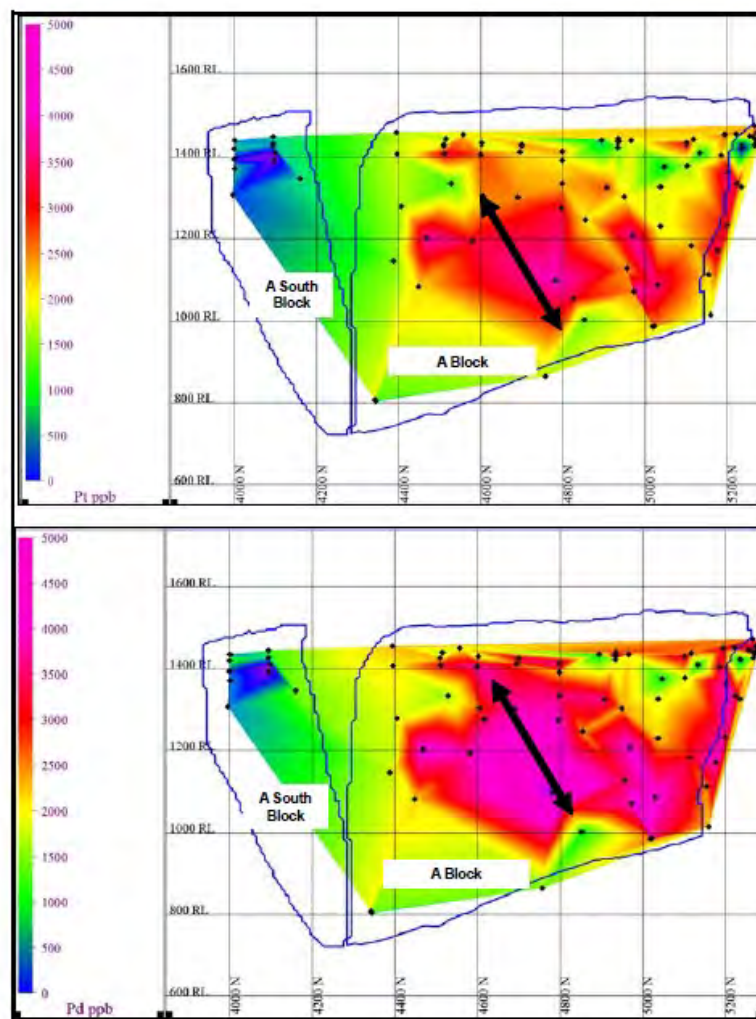 5000
4500
4000
3500
3000
2500
2000
1500
1000
500
0
Pt ppb
1600 RL
1400 RL
1200 RL
1000 RL
800 RL
600 RL
4000 N
4200 N
4400 N
4600 N
4800 N
5000 N
5200 N
A South
Block
A Block
5000
4500
4000
3500
3000
2500
2000
1500
1000
500
0
Pd ppb
1600 RL
1400 RL
1200 RL
1000 RL
800 RL
600 RL
4000 N
4200 N
4400 N
4600 N
4800 N
5000 N
5200 N
A South
Block
A Block